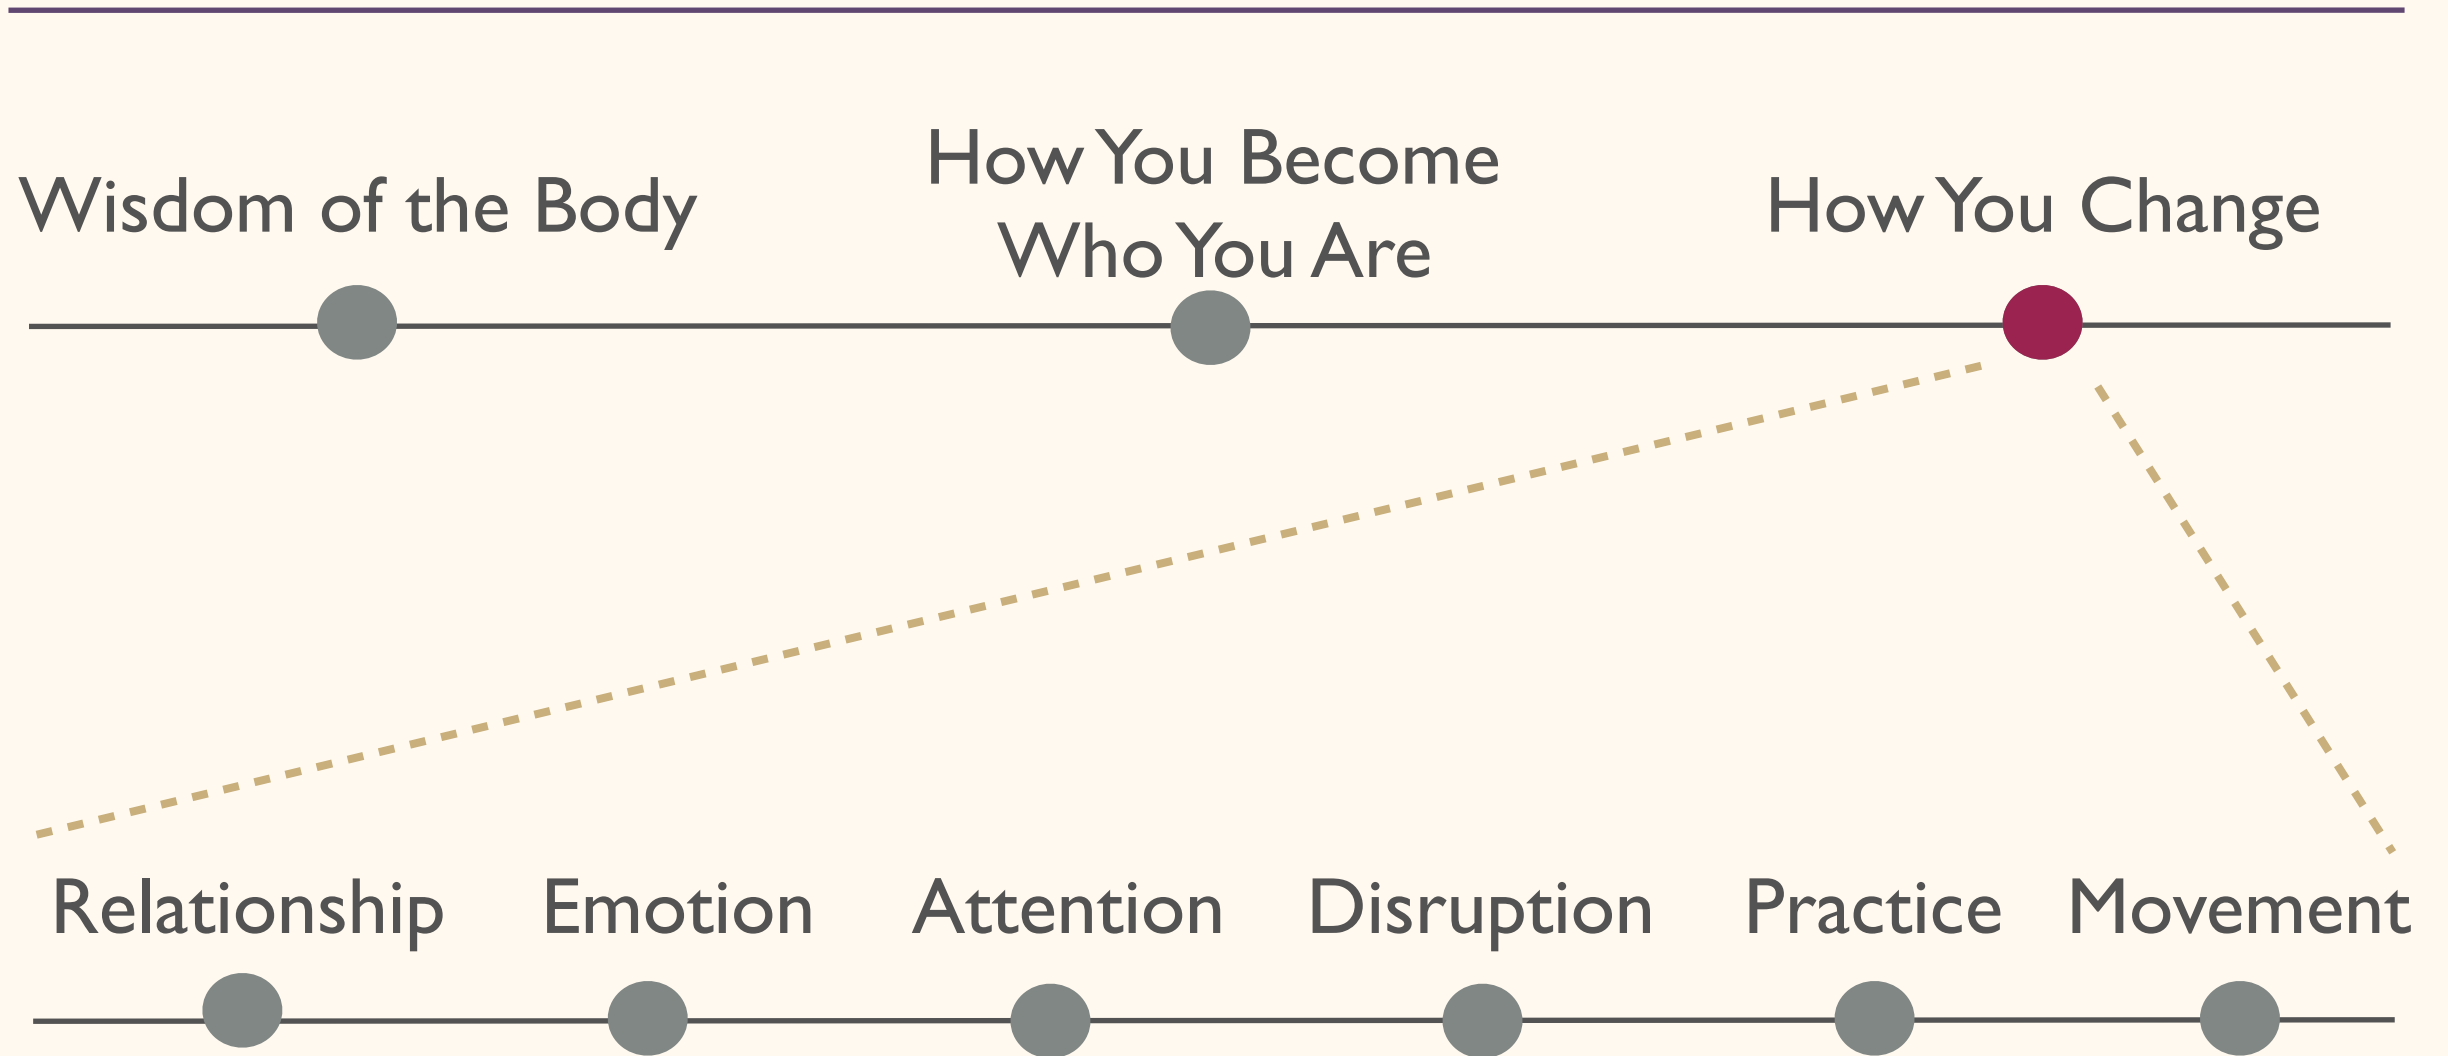 Wisdom of the Body
How You Become
Who You Are
How You Change
Relationship
Emotion
Attention
Disruption
Practice
Movement